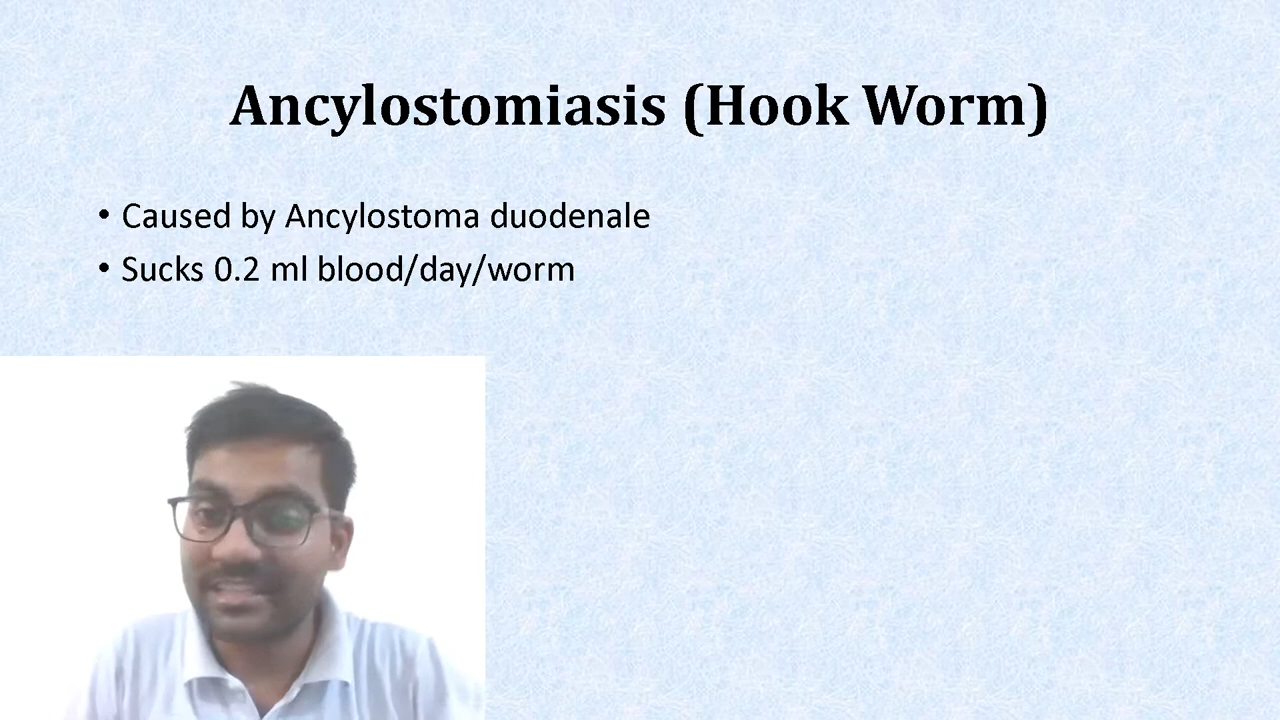 Ancylostomiasis (Hook Worm)
• Caused by Ancylostoma duodenale
• Sucks 0.2 ml blood/day/worm